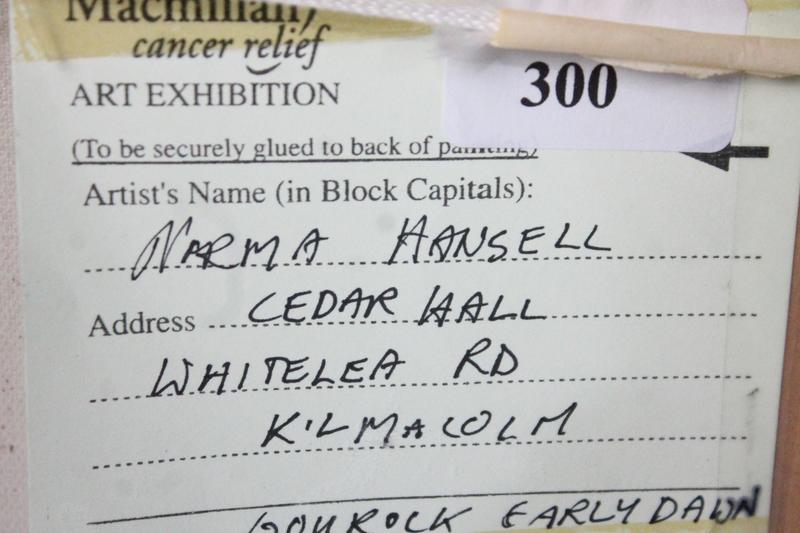 Macmillan
cancer relief
ART EXHIBITION
300
(To be securely glued to back of painting)
Artist's Name (in Block Capitals):
NARMA HANSELL
Address CEDAR HALL
WHITELEA RD
KILMACOLM
GOUROCK EARLY DAWN